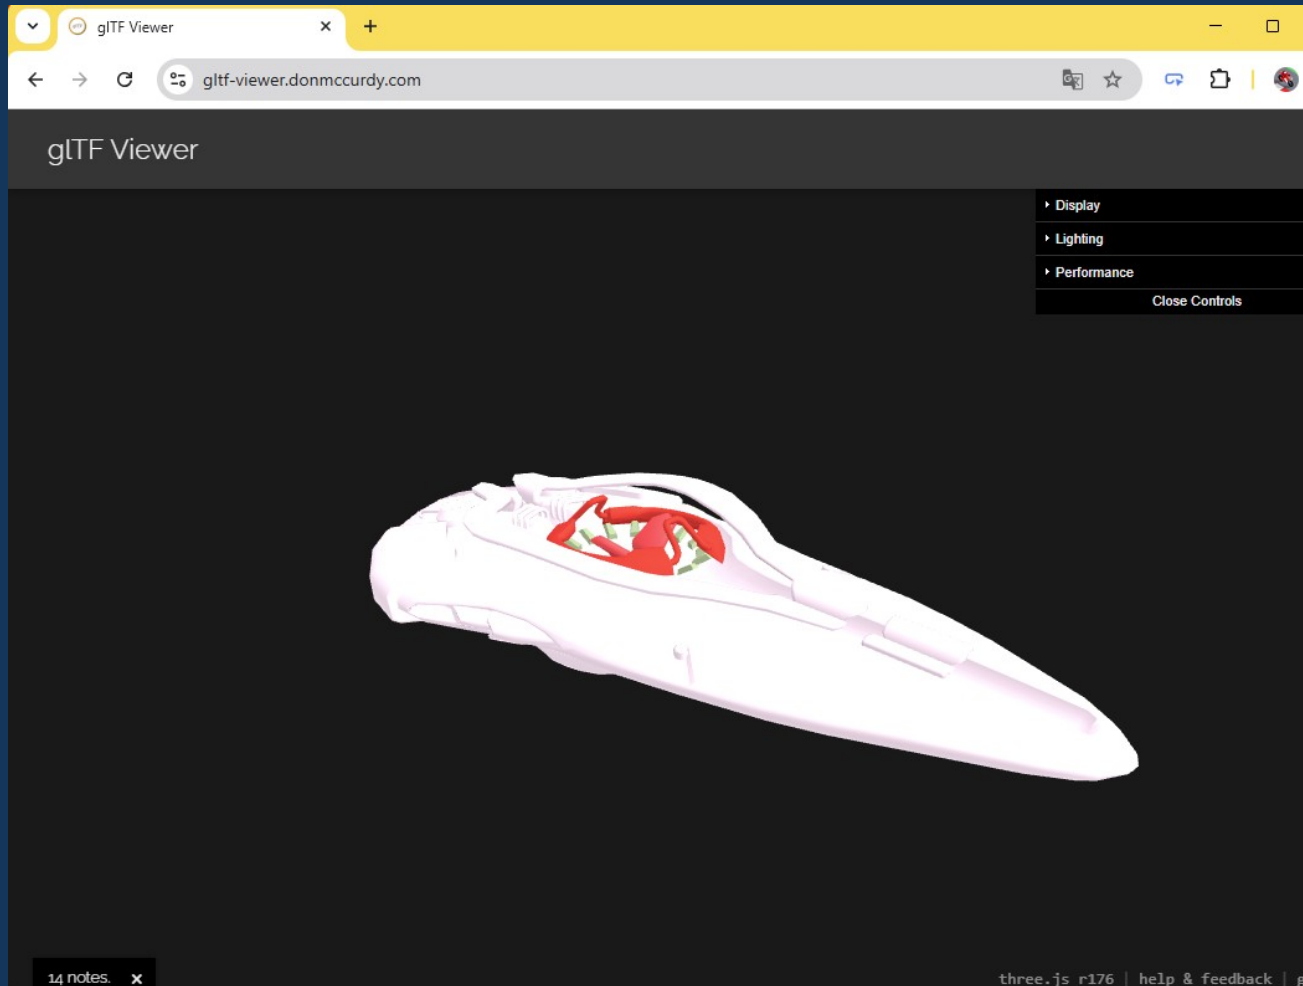 glTF Viewer
gltf-viewer.donmccurdy.com
glTF Viewer
Display
Lighting
Performance
Close Controls
14 notes.
three.js r176 | help & feedback |